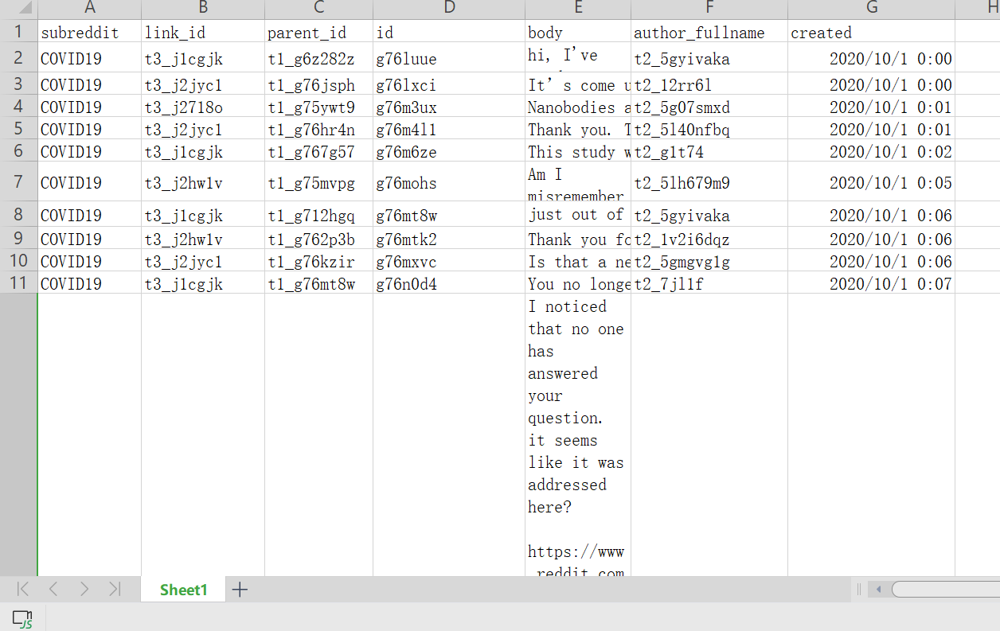 A B C D E F G H
1 subreddit link_id parent_id id body author_fullname created
2 COVID19 t3_j1cgjk t1_g6z282z g76luue hi, I've t2_5gyivaka 2020/10/1 0:00
3 COVID19 t3_j2jyc1 t1_g76jsph g76lxci It’s come u t2_12rr6l 2020/10/1 0:00
4 COVID19 t3_j2718o t1_g75ywt9 g76m3ux Nanobodies a t2_5g07smxd 2020/10/1 0:01
5 COVID19 t3_j2jyc1 t1_g76hr4n g76m4l1 Thank you. T t2_5l40nfbq 2020/10/1 0:01
6 COVID19 t3_j1cgjk t1_g767g57 g76m6ze This study w t2_g1t74 2020/10/1 0:02
7 COVID19 t3_j2hw1v t1_g75mvpg g76mohs Am I t2_5lh679m9 2020/10/1 0:05
misremember
8 COVID19 t3_j1cgjk t1_g712hgq g76mt8w just out of t2_5gyivaka 2020/10/1 0:06
9 COVID19 t3_j2hw1v t1_g762p3b g76mtk2 Thank you fo t2_1v2i6dqz 2020/10/1 0:06
10 COVID19 t3_j2jyc1 t1_g76kzir g76mxvc Is that a ne t2_5gmgvg1g 2020/10/1 0:06
11 COVID19 t3_j1cgjk t1_g76mt8w g76n0d4 You no longe t2_7jl1f 2020/10/1 0:07
I noticed
that no one
has
answered
your
question.
it seems
like it was
addressed
here?
https://www
.reddit.com
Sheet1
JS